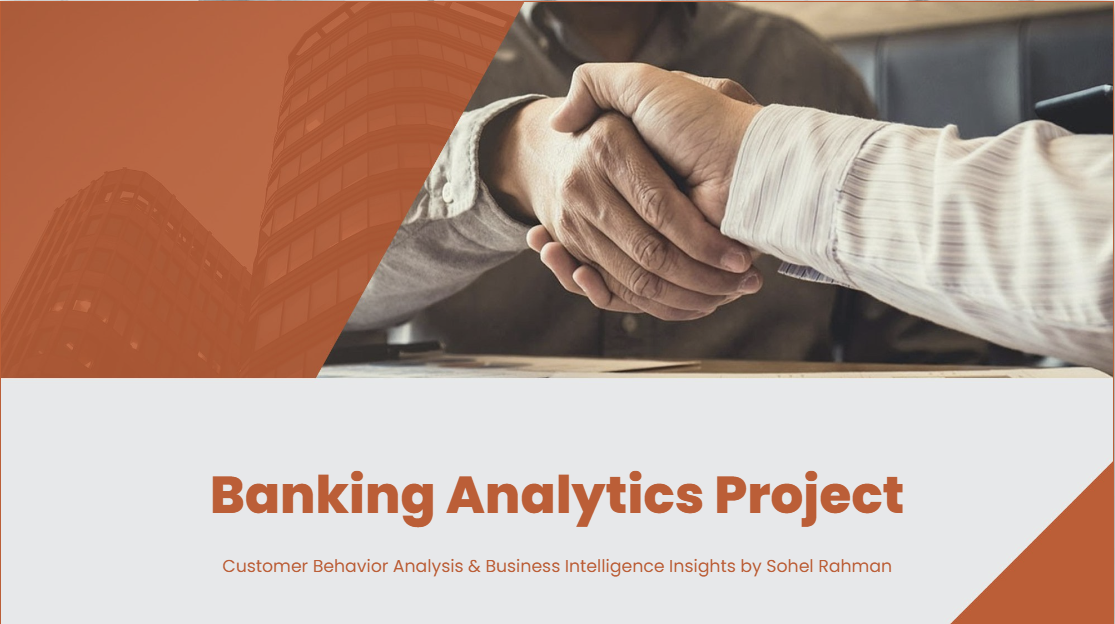 Banking Analytics Project
Customer Behavior Analysis & Business Intelligence Insights by Sohel Rahman